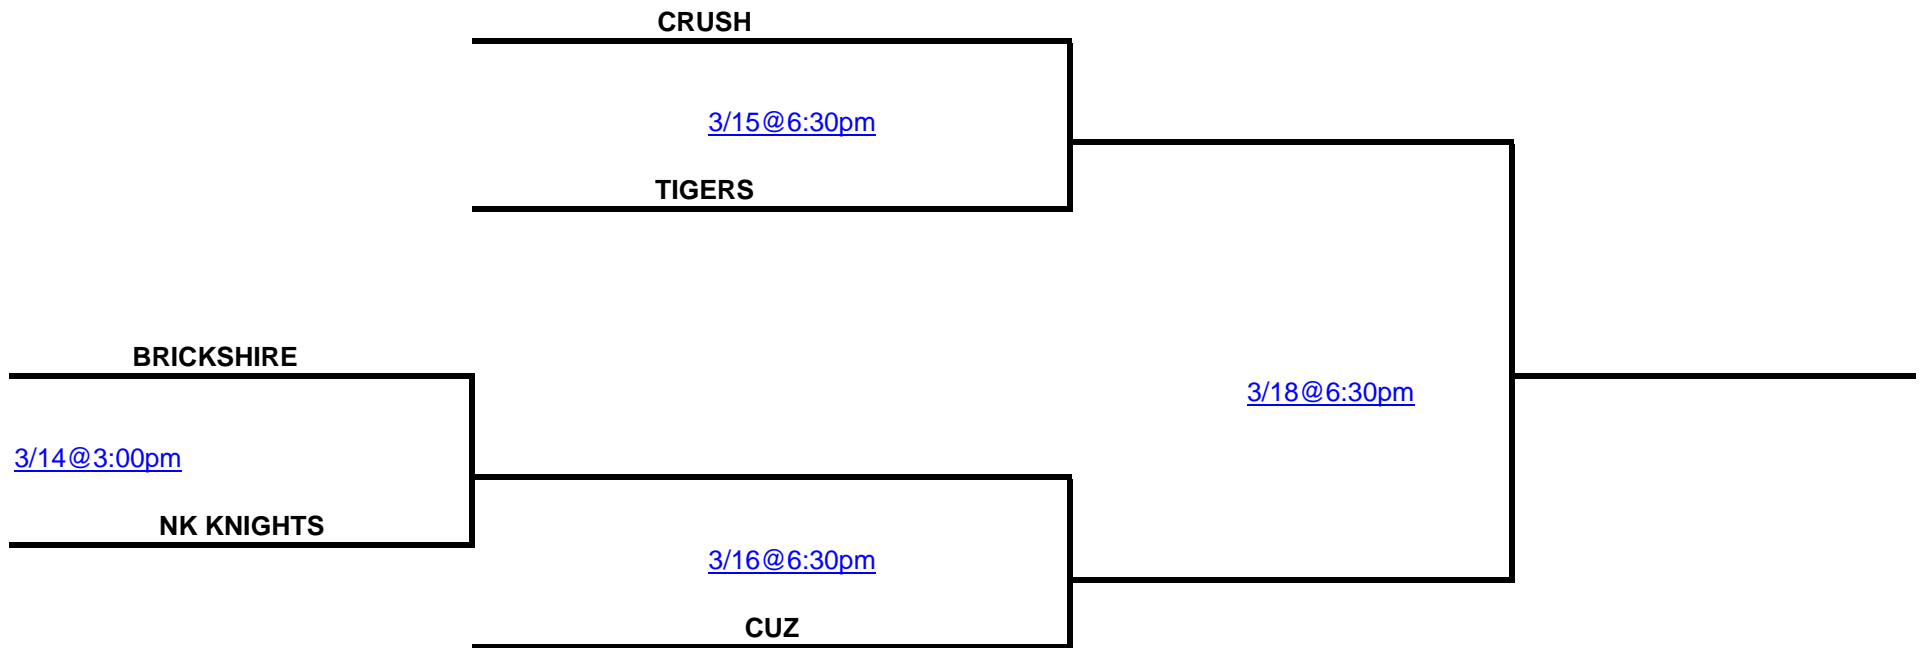 CRUSH
3/15@6:30pm
TIGERS
BRICKSHIRE
3/18@6:30pm
3/14@3:00pm
NK KNIGHTS
3/16@6:30pm
CUZ